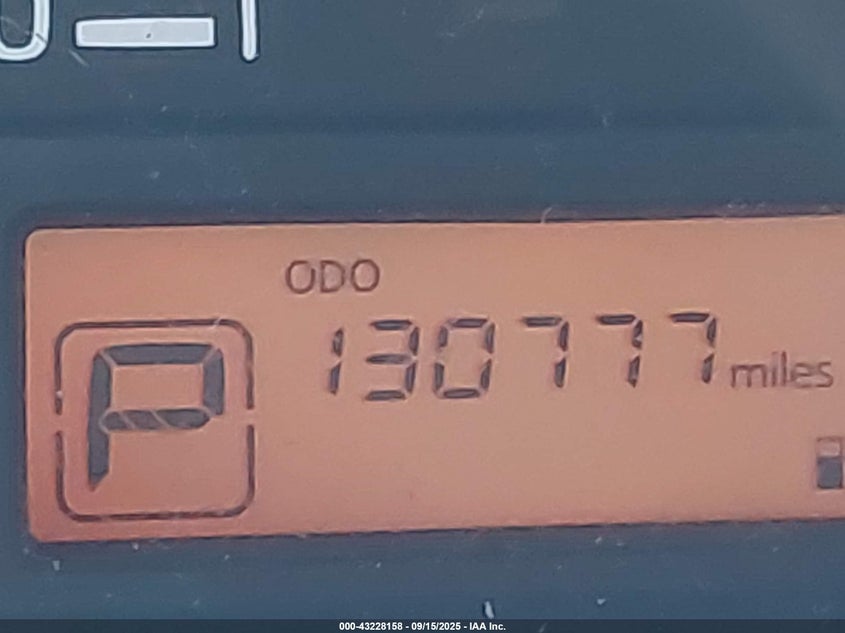 ODO
P
130777 miles
000-43228158 - 09/15/2025 - IAA Inc.